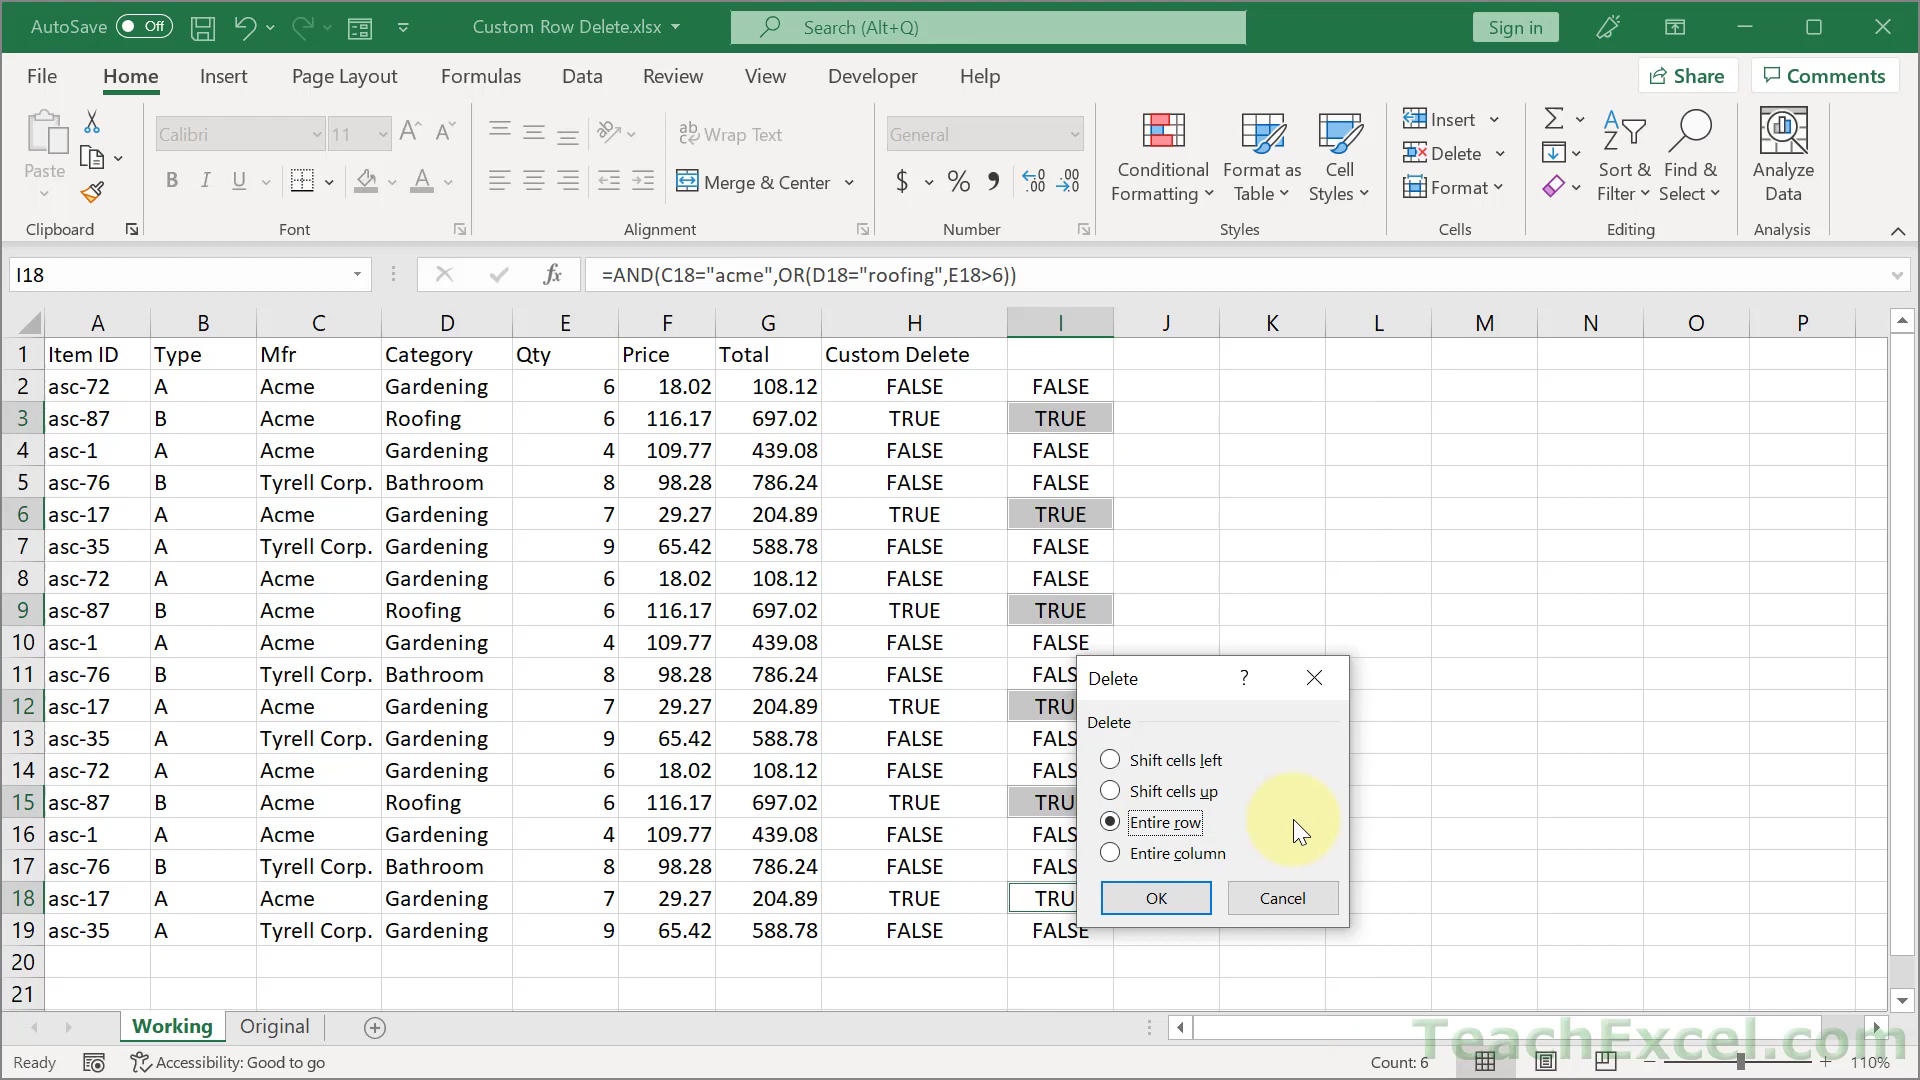 AutoSave Off Custom Row Delete.xlsx Search (Alt+Q) Sign in
File Home Insert Page Layout Formulas Data Review View Developer Help Share Comments
Paste
Clipboard
Calibri 11
B I U A
Font
Wrap Text
Merge & Center
Alignment
General
$ % 9 .00 .00
Number
Conditional Formatting
Format as Table
Cell Styles
Styles
Insert
Delete
Format
Cells
Sort & Filter
Find & Select
Editing
Analyze Data
Analysis
I18 fx =AND(C18="acme",OR(D18="roofing",E18>6))
A B C D E F G H I J K L M N O P
1 Item ID Type Mfr Category Qty Price Total Custom Delete
2 asc-72 A Acme Gardening 6 18.02 108.12 FALSE FALSE
3 asc-87 B Acme Roofing 6 116.17 697.02 TRUE TRUE
4 asc-1 A Acme Gardening 4 109.77 439.08 FALSE FALSE
5 asc-76 B Tyrell Corp. Bathroom 8 98.28 786.24 FALSE FALSE
6 asc-17 A Acme Gardening 7 29.27 204.89 TRUE TRUE
7 asc-35 A Tyrell Corp. Gardening 9 65.42 588.78 FALSE FALSE
8 asc-72 A Acme Gardening 6 18.02 108.12 FALSE FALSE
9 asc-87 B Acme Roofing 6 116.17 697.02 TRUE TRUE
10 asc-1 A Acme Gardening 4 109.77 439.08 FALSE FALSE
11 asc-76 B Tyrell Corp. Bathroom 8 98.28 786.24 FALSE FALS
12 asc-17 A Acme Gardening 7 29.27 204.89 TRUE TRU
13 asc-35 A Tyrell Corp. Gardening 9 65.42 588.78 FALSE FALS
14 asc-72 A Acme Gardening 6 18.02 108.12 FALSE FALS
15 asc-87 B Acme Roofing 6 116.17 697.02 TRUE TRU
16 asc-1 A Acme Gardening 4 109.77 439.08 FALSE FALS
17 asc-76 B Tyrell Corp. Bathroom 8 98.28 786.24 FALSE FALS
18 asc-17 A Acme Gardening 7 29.27 204.89 TRUE TRU
19 asc-35 A Tyrell Corp. Gardening 9 65.42 588.78 FALSE FALSE
20
21
Delete ?
Delete
Shift cells left
Shift cells up
Entire row
Entire column
OK Cancel
Working Original
TeachExcel.com
Ready Accessibility: Good to go Count: 6 110%